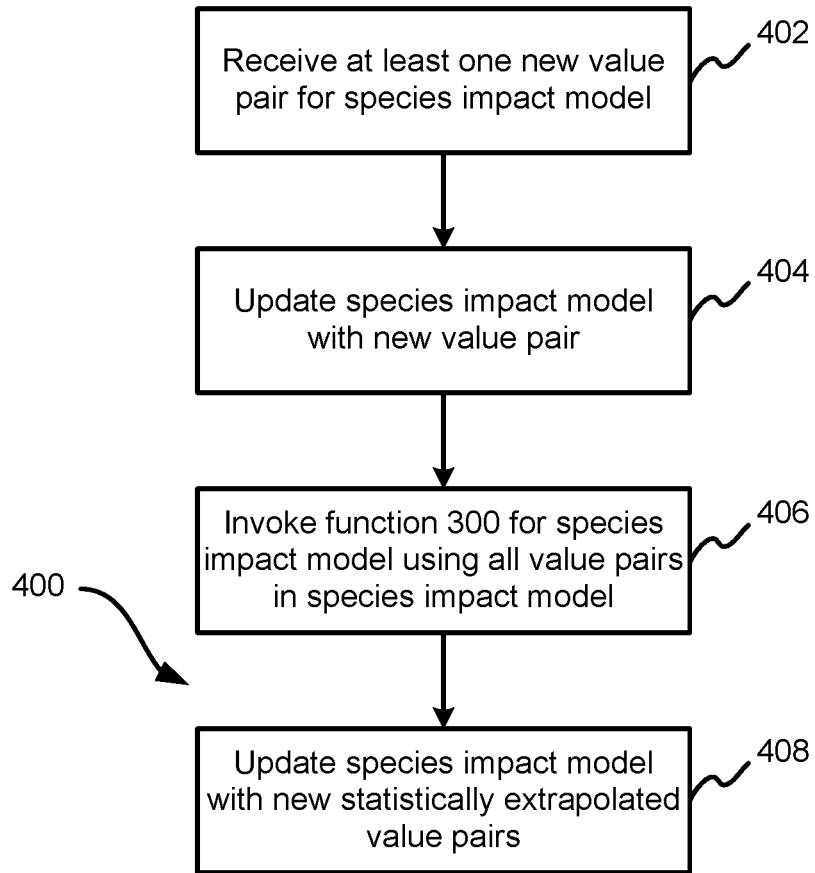 Receive at least one new value
pair for species impact model
402
Update species impact model
with new value pair
404
Invoke function 300 for species
impact model using all value pairs
in species impact model
406
400
Update species impact model
with new statistically extrapolated
value pairs
408